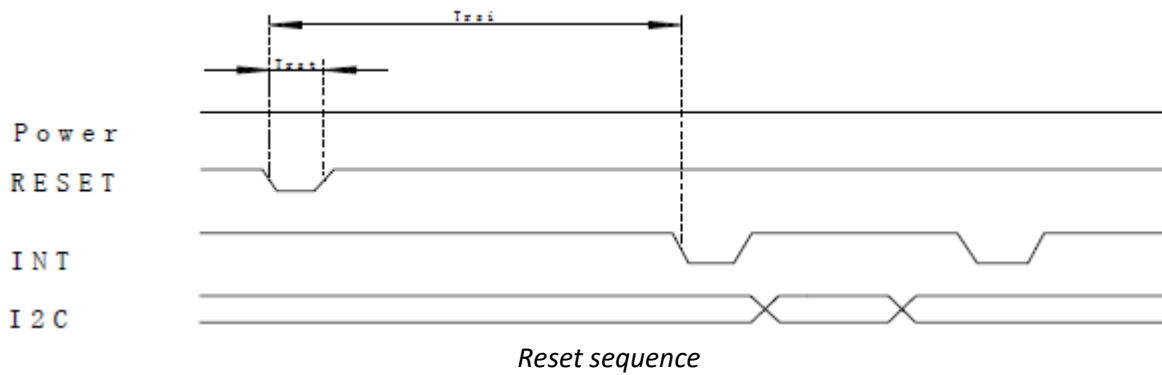 Trsi
Trst
Power
RESET
INT
I2C
Reset sequence